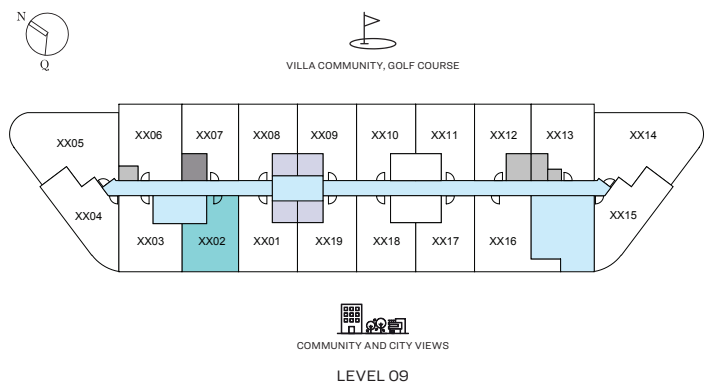 N
Q
VILLA COMMUNITY, GOLF COURSE
XX05
XX06
XX07
XX08
XX09
XX10
XX11
XX12
XX13
XX14
XX04
XX03
XX02
XX01
XX19
XX18
XX17
XX16
XX15
COMMUNITY AND CITY VIEWS
LEVEL 09